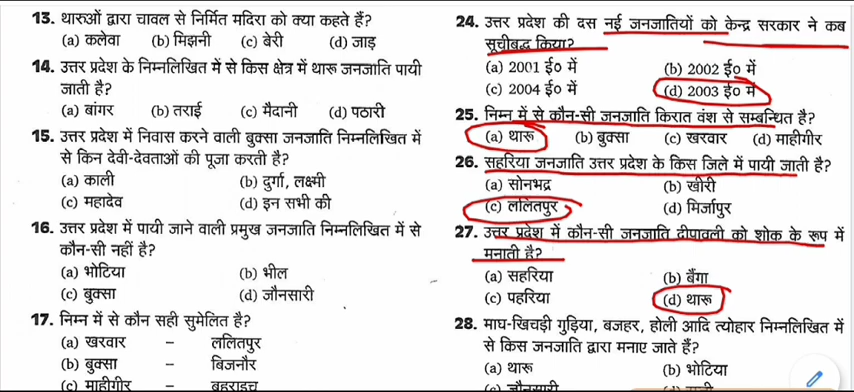 13. थारुओं द्वारा चावल से निर्मित मदिरा को क्या कहते हैं?
(a) कलेवा (b) मिझनी (c) बेरी (d) जाड़
14. उत्तर प्रदेश के निम्नलिखित में से किस क्षेत्र में थारू जनजाति पायी
जाती है?
(a) बांगर (b) तराई (c) मैदानी (d) पठारी
15. उत्तर प्रदेश में निवास करने वाली बुक्सा जनजाति निम्नलिखित में
से किन देवी-देवताओं की पूजा करती है?
(a) काली (b) दुर्गा, लक्ष्मी
(c) महादेव (d) इन सभी की
16. उत्तर प्रदेश में पायी जाने वाली प्रमुख जनजाति निम्नलिखित में से
कौन-सी नहीं है?
(a) भोटिया (b) भील
(c) बुक्सा (d) जौनसारी
17. निम्न में से कौन सही सुमेलित है?
(a) खरवार – ललितपुर
(b) बुक्सा – बिजनौर
(c) माहीगीर – बहराइच
24. उत्तर प्रदेश की दस नई जनजातियों को केन्द्र सरकार ने कब
सूचीबद्ध किया?
(a) 2001 ई० में (b) 2002 ई० में
(c) 2004 ई० में (d) 2003 ई० में
25. निम्न में से कौन-सी जनजाति किरात वंश से सम्बन्धित है?
(a) थारू (b) बुक्सा (c) खरवार (d) माहीगीर
26. सहरिया जनजाति उत्तर प्रदेश के किस जिले में पायी जाती है?
(a) सोनभद्र (b) खीरी
(c) ललितपुर (d) मिर्जापुर
27. उत्तर प्रदेश में कौन-सी जनजाति दीपावली को शोक के रूप में
मनाती है?
(a) सहरिया (b) बैंगा
(c) पहरिया (d) थारू
28. माघ-खिचड़ी गुड़िया, बजहर, होली आदि त्योहार निम्नलिखित में
से किस जनजाति द्वारा मनाए जाते हैं?
(a) थारू (b) भोटिया
(c) जौनसारी (d)